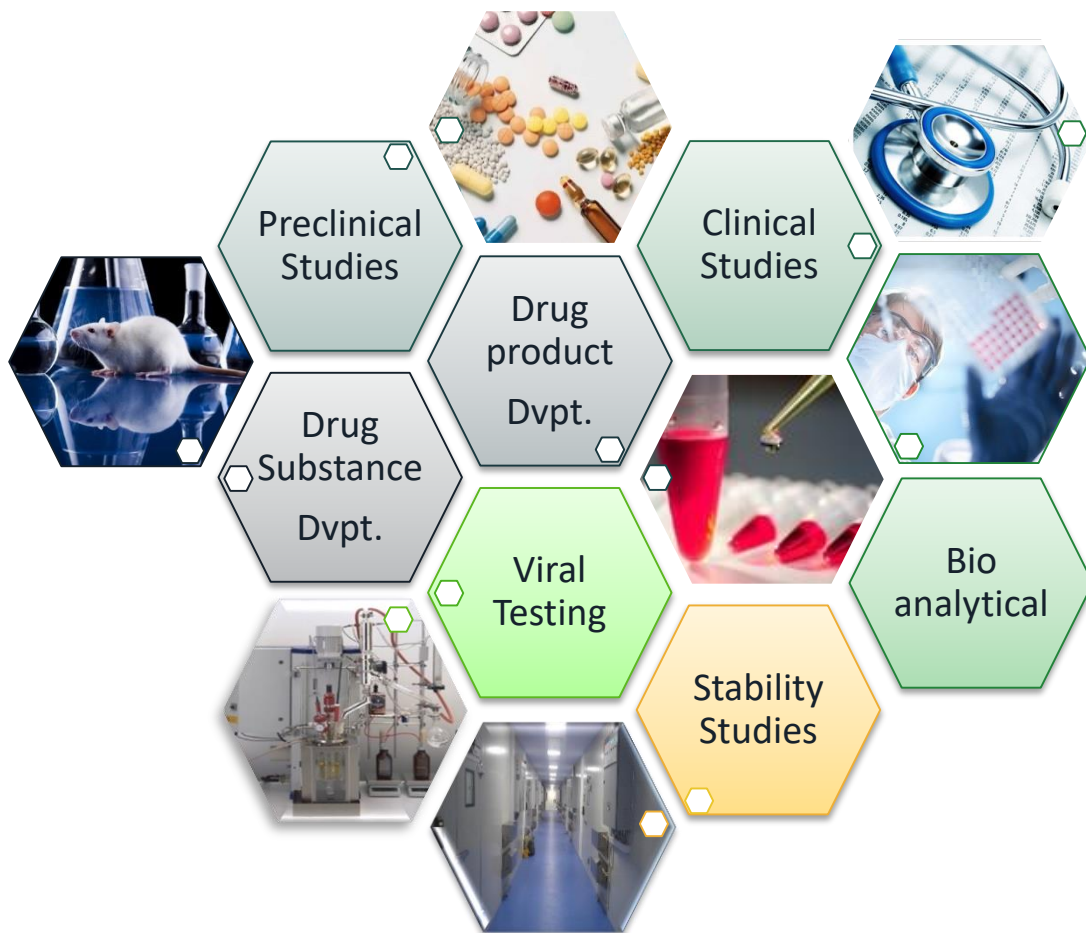 Preclinical
Studies
Clinical
Studies
Drug
product
Dvpt.
Drug
Substance
Dvpt.
Viral
Testing
Bio
analytical
Stability
Studies